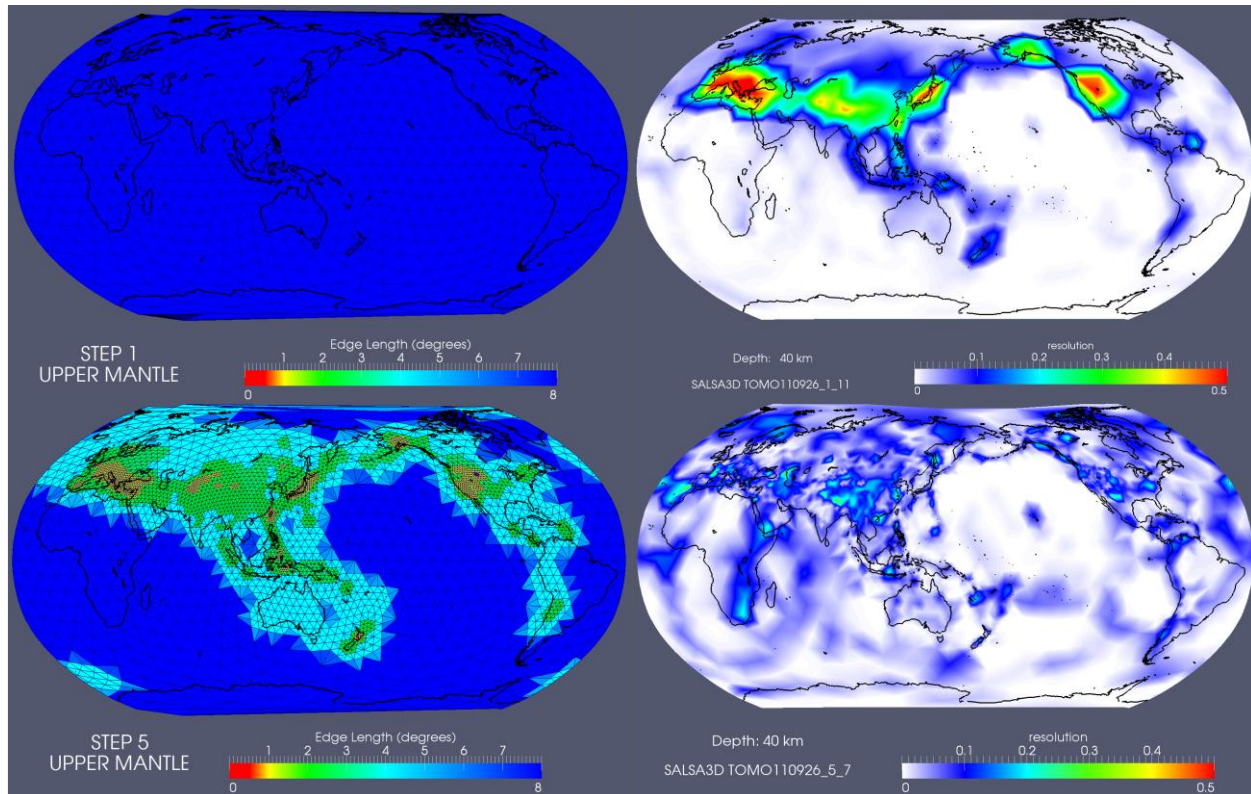 STEP 1
UPPER MANTLE
Edge Length (degrees)
1 2 3 4 5 6 7
0 8
Depth: 40 km
SALSA3D TOMO110926_1_11
resolution
0.1 0.2 0.3 0.4
0 0.5
STEP 5
UPPER MANTLE
Edge Length (degrees)
1 2 3 4 5 6 7
0 8
Depth: 40 km
SALSA3D TOMO110926_5_7
resolution
0.1 0.2 0.3 0.4
0 0.5